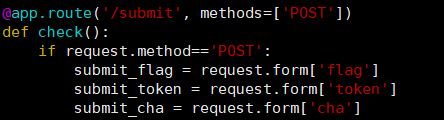 @app.route('/submit', methods=['POST'])
def check():
    if request.method=='POST':
        submit_flag = request.form['flag']
        submit_token = request.form['token']
        submit_cha = request.form['cha']